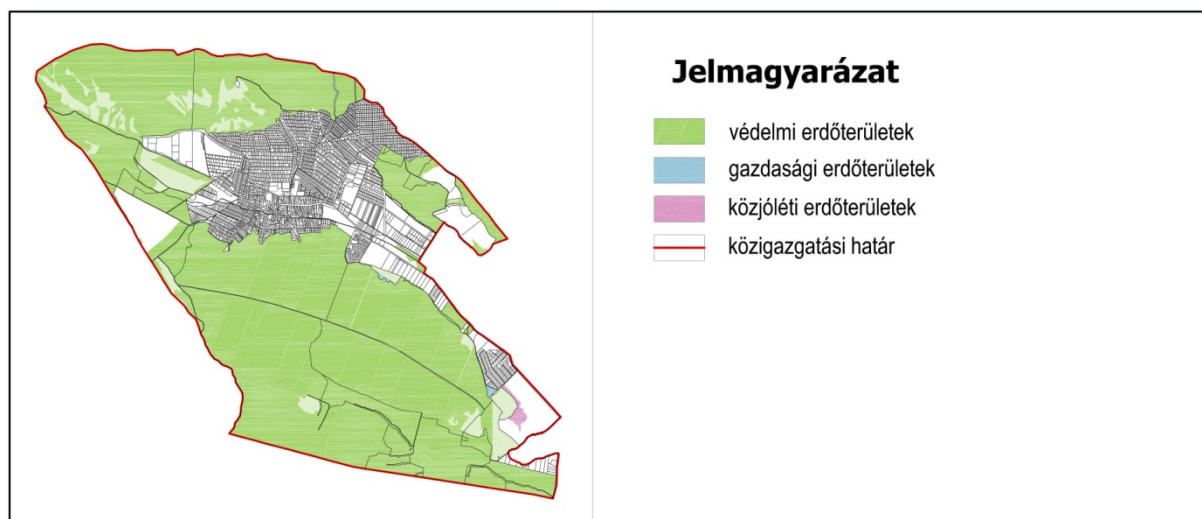 Jelmagyarázat
védelmi erdőterületek
gazdasági erdőterületek
közjóléti erdőterületek
közigazgatási határ